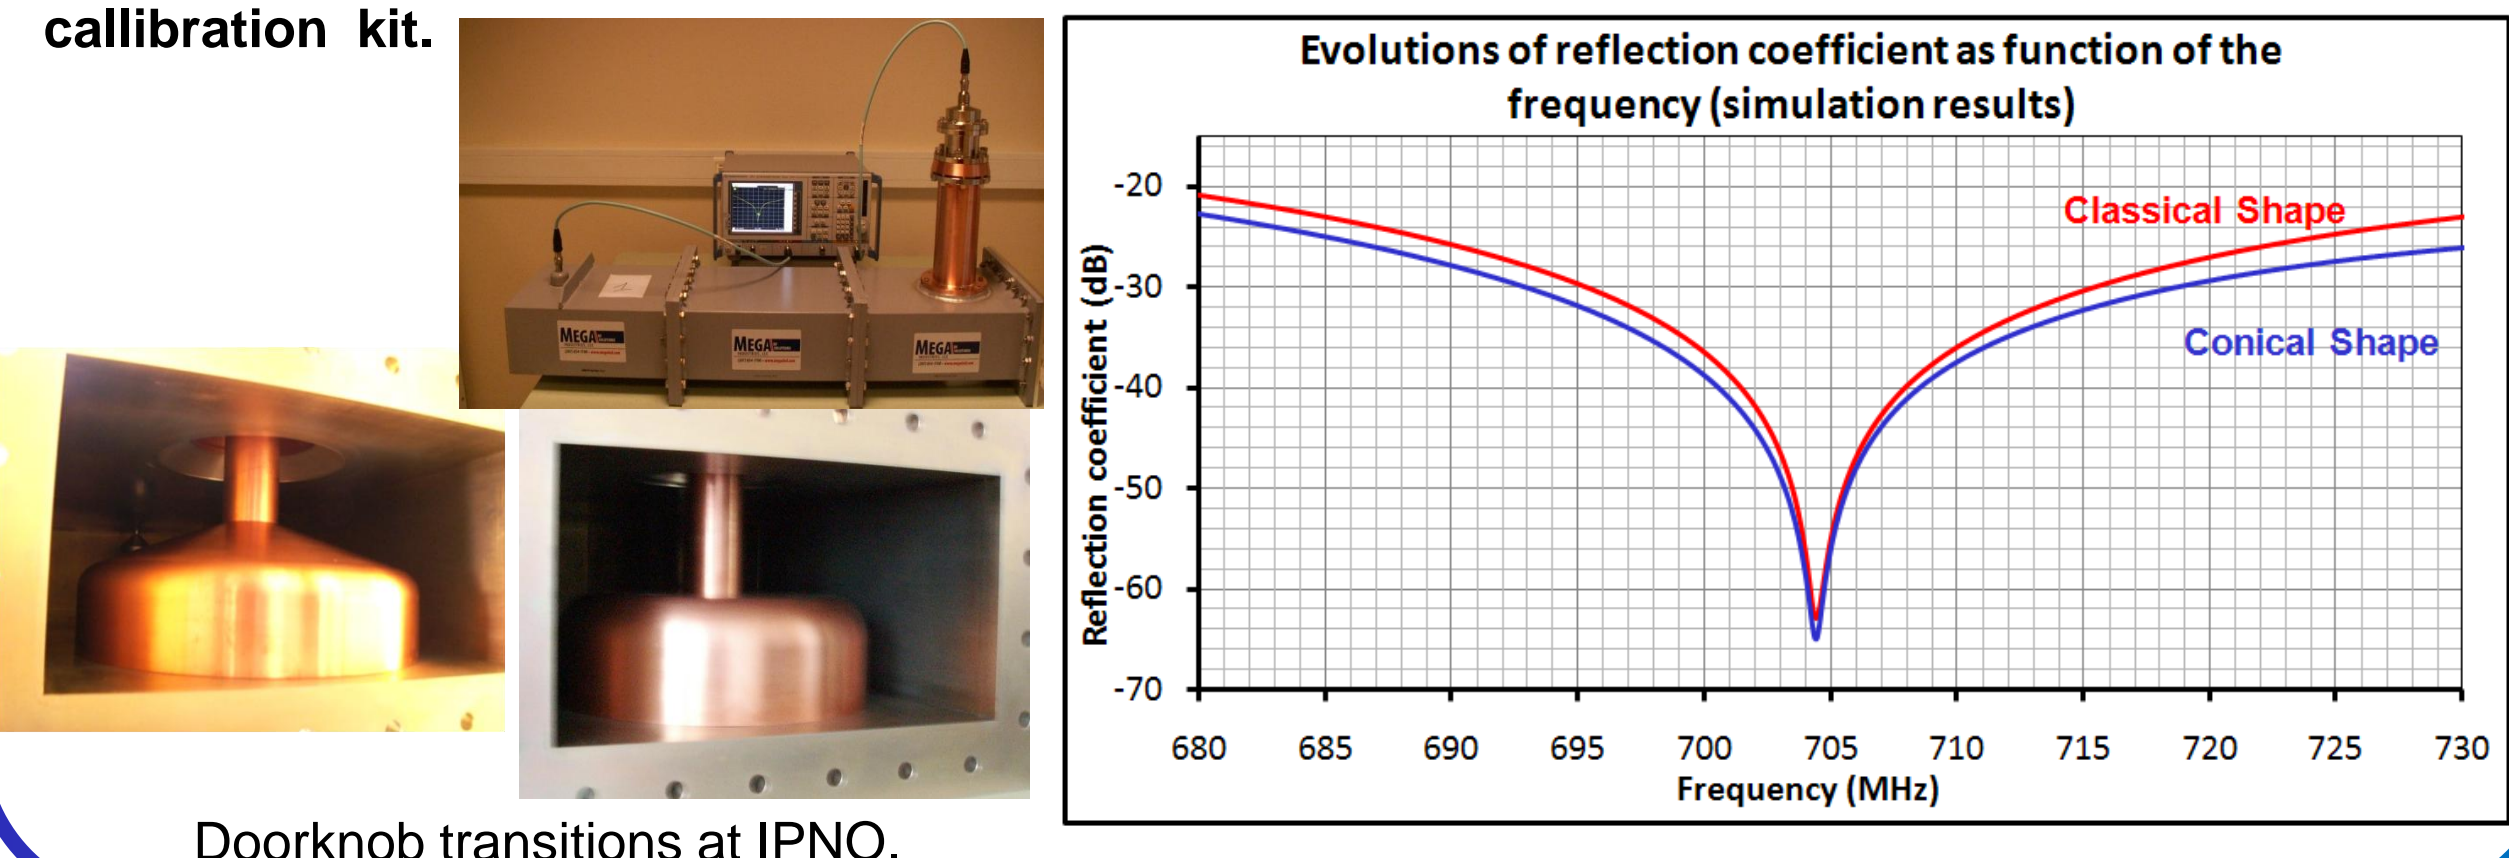 callibration kit.
MEGA
MEGA
MEGA
Evolutions of reflection coefficient as function of the
frequency (simulation results)
Reflection coefficient (dB)
-20
-30
-40
-50
-60
-70
Classical Shape
Conical Shape
680 685 690 695 700 705 710 715 720 725 730
Frequency (MHz)
Doorknob transitions at IPNO.